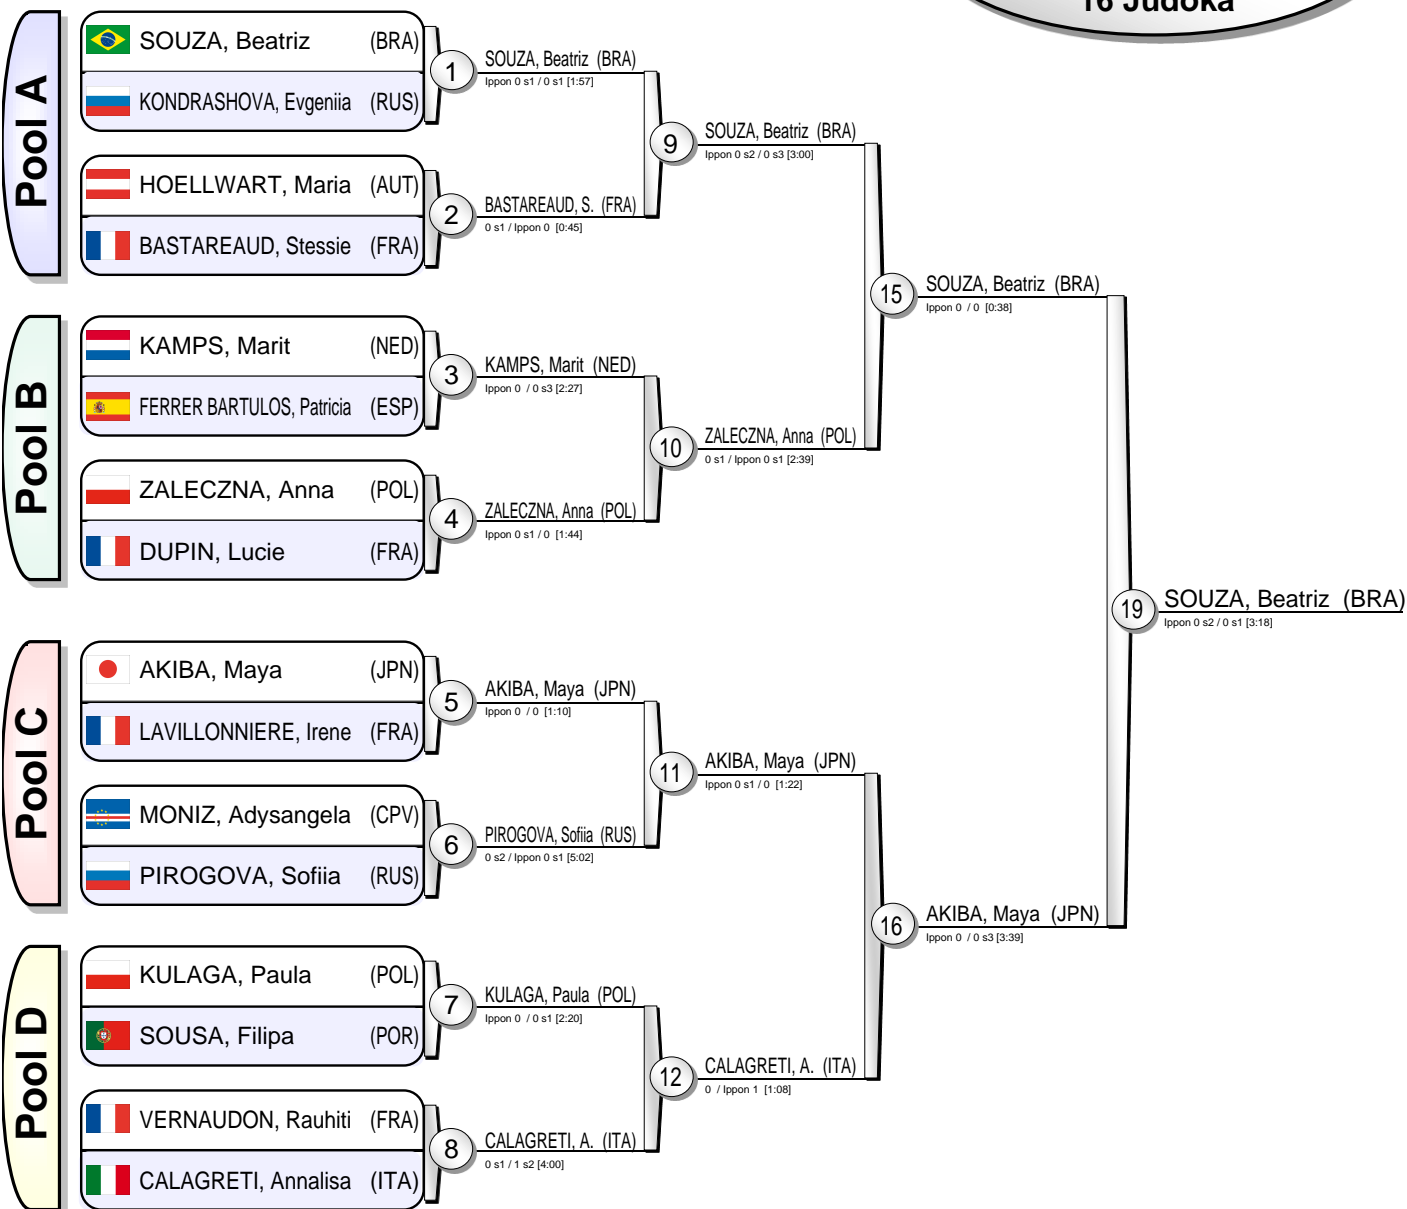 16 Judoka
Pool A
SOUZA, Beatriz (BRA)
KONDRASHOVA, Evgeniia (RUS)
1
SOUZA, Beatriz (BRA)
Ippon 0 s1 / 0 s1 [1:57]
HOELLWART, Maria (AUT)
BASTAREAUD, Stessie (FRA)
2
BASTAREAUD, S. (FRA)
0 s1 / Ippon 0 [0:45]
9
SOUZA, Beatriz (BRA)
Ippon 0 s2 / 0 s3 [3:00]
Pool B
KAMPS, Marit (NED)
FERRER BARTULOS, Patricia (ESP)
3
KAMPS, Marit (NED)
Ippon 0 / 0 s3 [2:27]
ZALECZNA, Anna (POL)
DUPIN, Lucie (FRA)
4
ZALECZNA, Anna (POL)
Ippon 0 s1 / 0 [1:44]
10
ZALECZNA, Anna (POL)
0 s1 / Ippon 0 s1 [2:39]
15
SOUZA, Beatriz (BRA)
Ippon 0 / 0 [0:38]
Pool C
AKIBA, Maya (JPN)
LAVILLONNIERE, Irene (FRA)
5
AKIBA, Maya (JPN)
Ippon 0 / 0 [1:10]
MONIZ, Adysangela (CPV)
PIROGOVA, Sofiia (RUS)
6
PIROGOVA, Sofiia (RUS)
0 s2 / Ippon 0 s1 [5:02]
11
AKIBA, Maya (JPN)
Ippon 0 s1 / 0 [1:22]
Pool D
KULAGA, Paula (POL)
SOUSA, Filipa (POR)
7
KULAGA, Paula (POL)
Ippon 0 / 0 s1 [2:20]
VERNAUDON, Rauhiti (FRA)
CALAGRETI, Annalisa (ITA)
8
CALAGRETI, A. (ITA)
0 s1 / 1 s2 [4:00]
12
CALAGRETI, A. (ITA)
0 / Ippon 1 [1:08]
16
AKIBA, Maya (JPN)
Ippon 0 / 0 s3 [3:39]
19
SOUZA, Beatriz (BRA)
Ippon 0 s2 / 0 s1 [3:18]